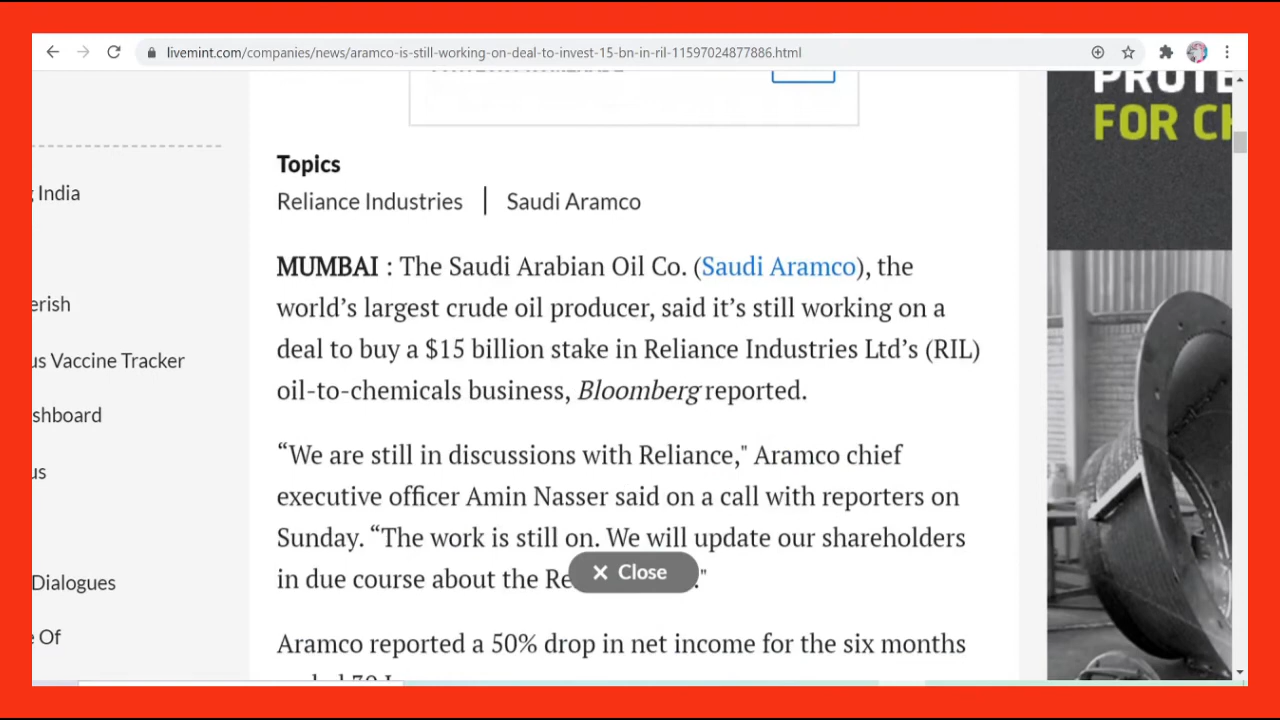 livemint.com/companies/news/aramco-is-still-working-on-deal-to-invest-15-bn-in-ril-11597024877886.html
FOR
Topics
Reliance Industries | Saudi Aramco
India
MUMBAI : The Saudi Arabian Oil Co. (Saudi Aramco), the
world's largest crude oil producer, said it's still working on a
deal to buy a $15 billion stake in Reliance Industries Ltd's (RIL)
oil-to-chemicals business, Bloomberg reported.
erish
us Vaccine Tracker
shboard
us
"We are still in discussions with Reliance," Aramco chief
executive officer Amin Nasser said on a call with reporters on
Sunday. “The work is still on. We will update our shareholders
in due course about the Re
× Close
."
Dialogues
Of
Aramco reported a 50% drop in net income for the six months